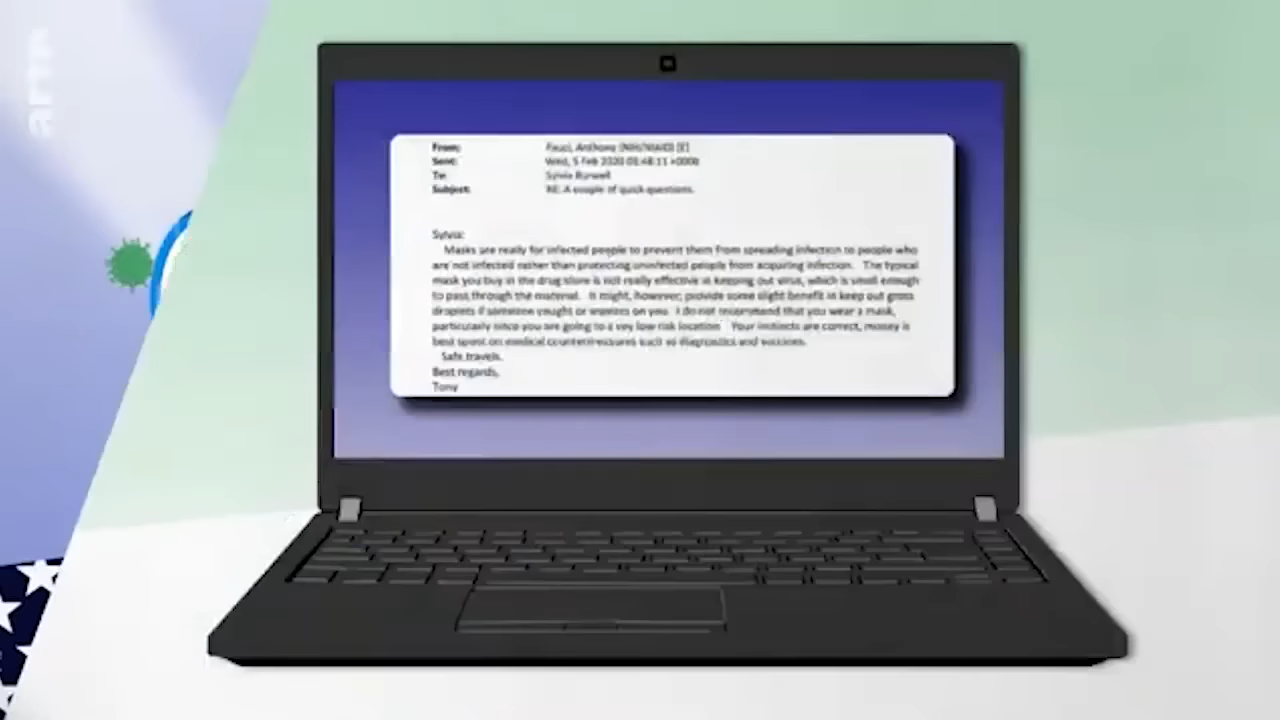 arte
From: Fauci, Anthony (NIH/NIAID) [E]
Sent: Wed, 5 Feb 2020 03:48:11 +0000
To: Sylvia Burwell
Subject: RE: A couple of quick questions
Sylvia:
Masks are really for infected people to prevent them from spreading infection to people who
are not infected rather than protecting uninfected people from acquiring infection. The typical
mask you buy in the drug store is not really effective in keeping out virus, which is small enough
to pass through the material. It might, however, provide some slight benefit in keep out gross
droplets if someone coughs or sneezes on you. I do not recommend that you wear a mask,
particularly since you are going to a very low risk location. Your instincts are correct, money is
best spent on medical countermeasures such as diagnostics and vaccines.
Safe travels.
Best regards,
Tony